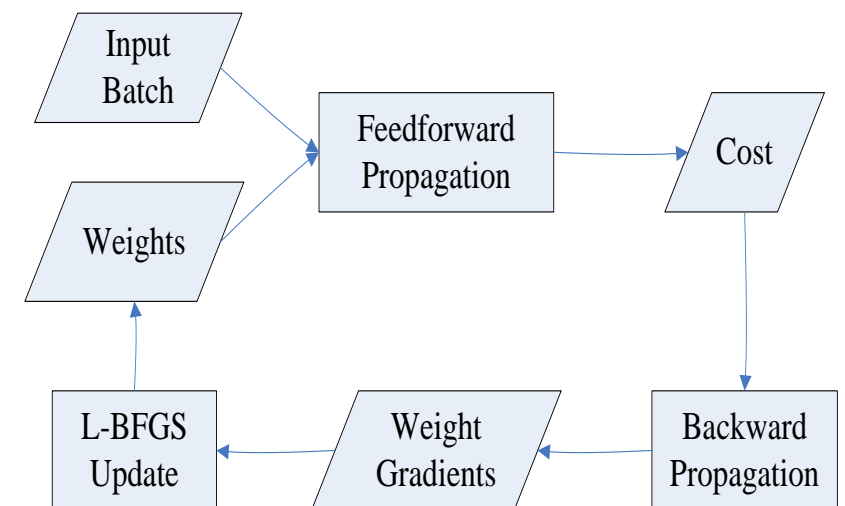 Input
Batch
Feedforward
Propagation
Cost
Weights
L-BFGS
Update
Weight
Gradients
Backward
Propagation